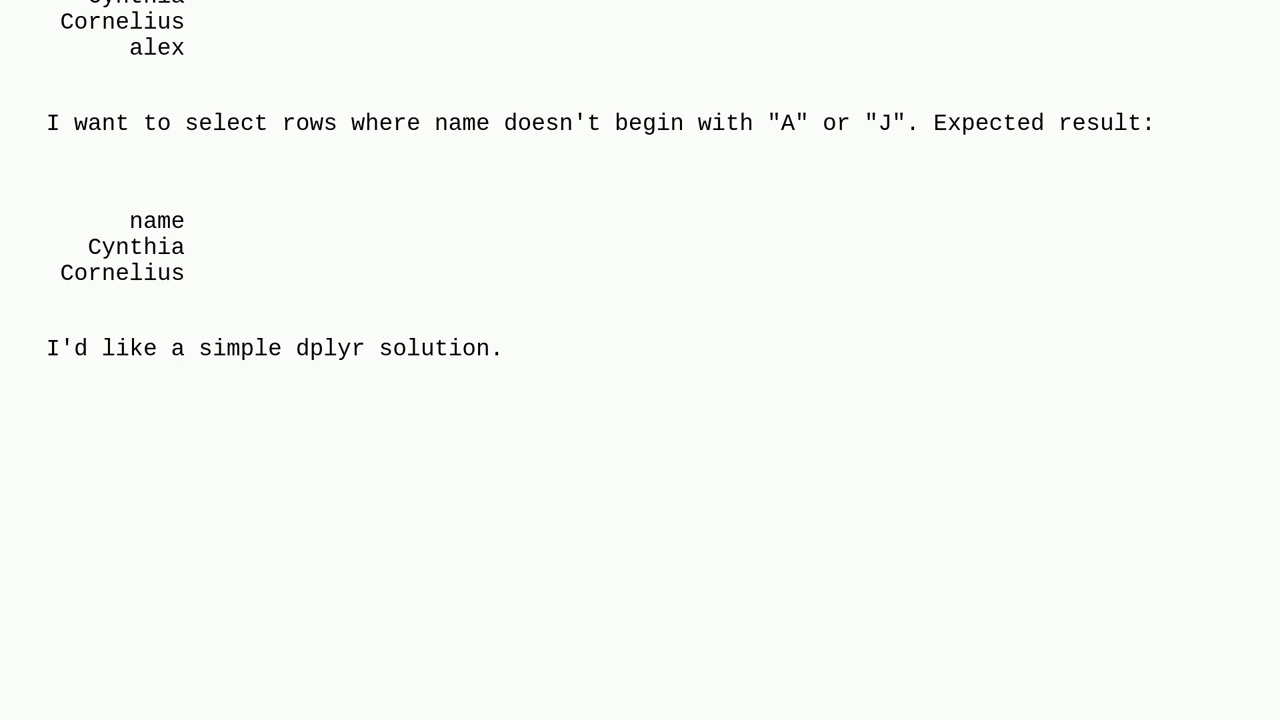 Cynthia
Cornelius
alex
I want to select rows where name doesn't begin with "A" or "J". Expected result:
name
Cynthia
Cornelius
I'd like a simple dplyr solution.